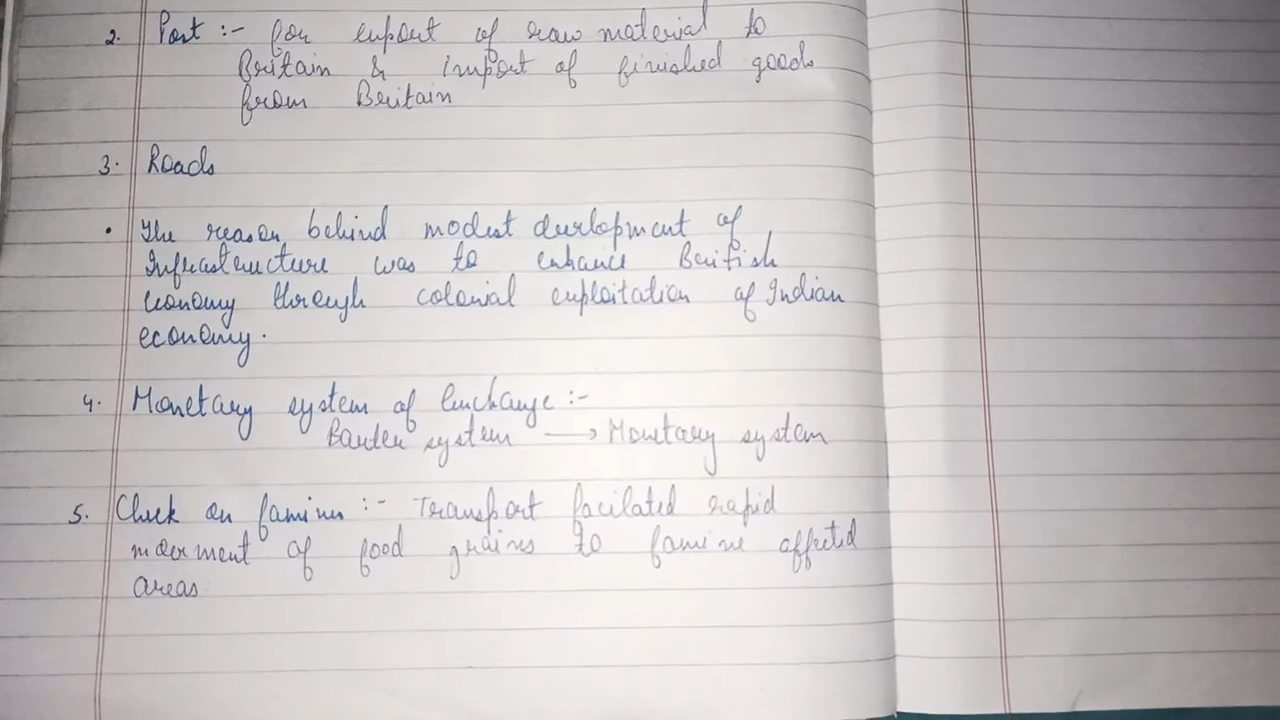 2. Port :- for export of raw material to
Britain & import of finished goods
from Britain
3. Roads
• The reason behind modest development of
Infrastructure was to enhance British
economy through colonial exploitation of Indian
economy.
4. Monetary system of Exchange :-
Barter system → Monetary system
5. Check on famines :- Transport facilated rapid
movement of food grains to famine affected
areas